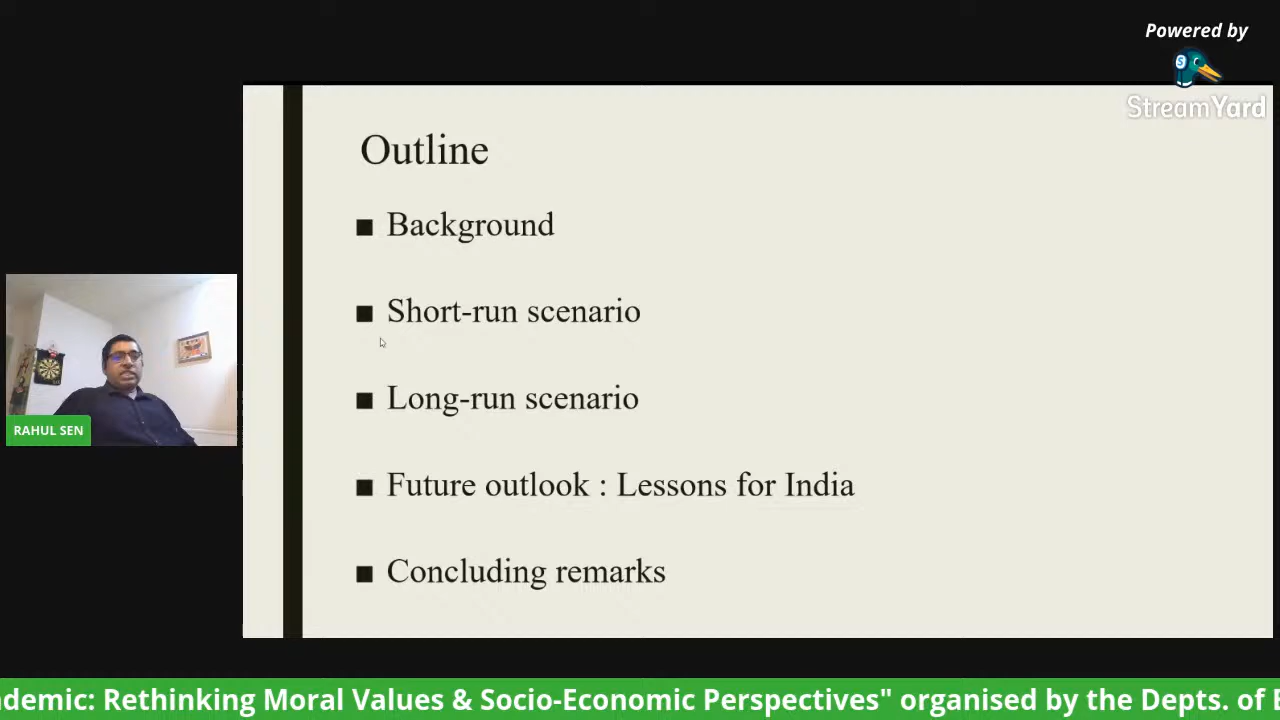 Powered by
StreamYard
Outline
■ Background
■ Short-run scenario
■ Long-run scenario
■ Future outlook : Lessons for India
■ Concluding remarks
RAHUL SEN
Rethinking Moral Values & Socio-Economic Perspectives" organised by the Depts. of